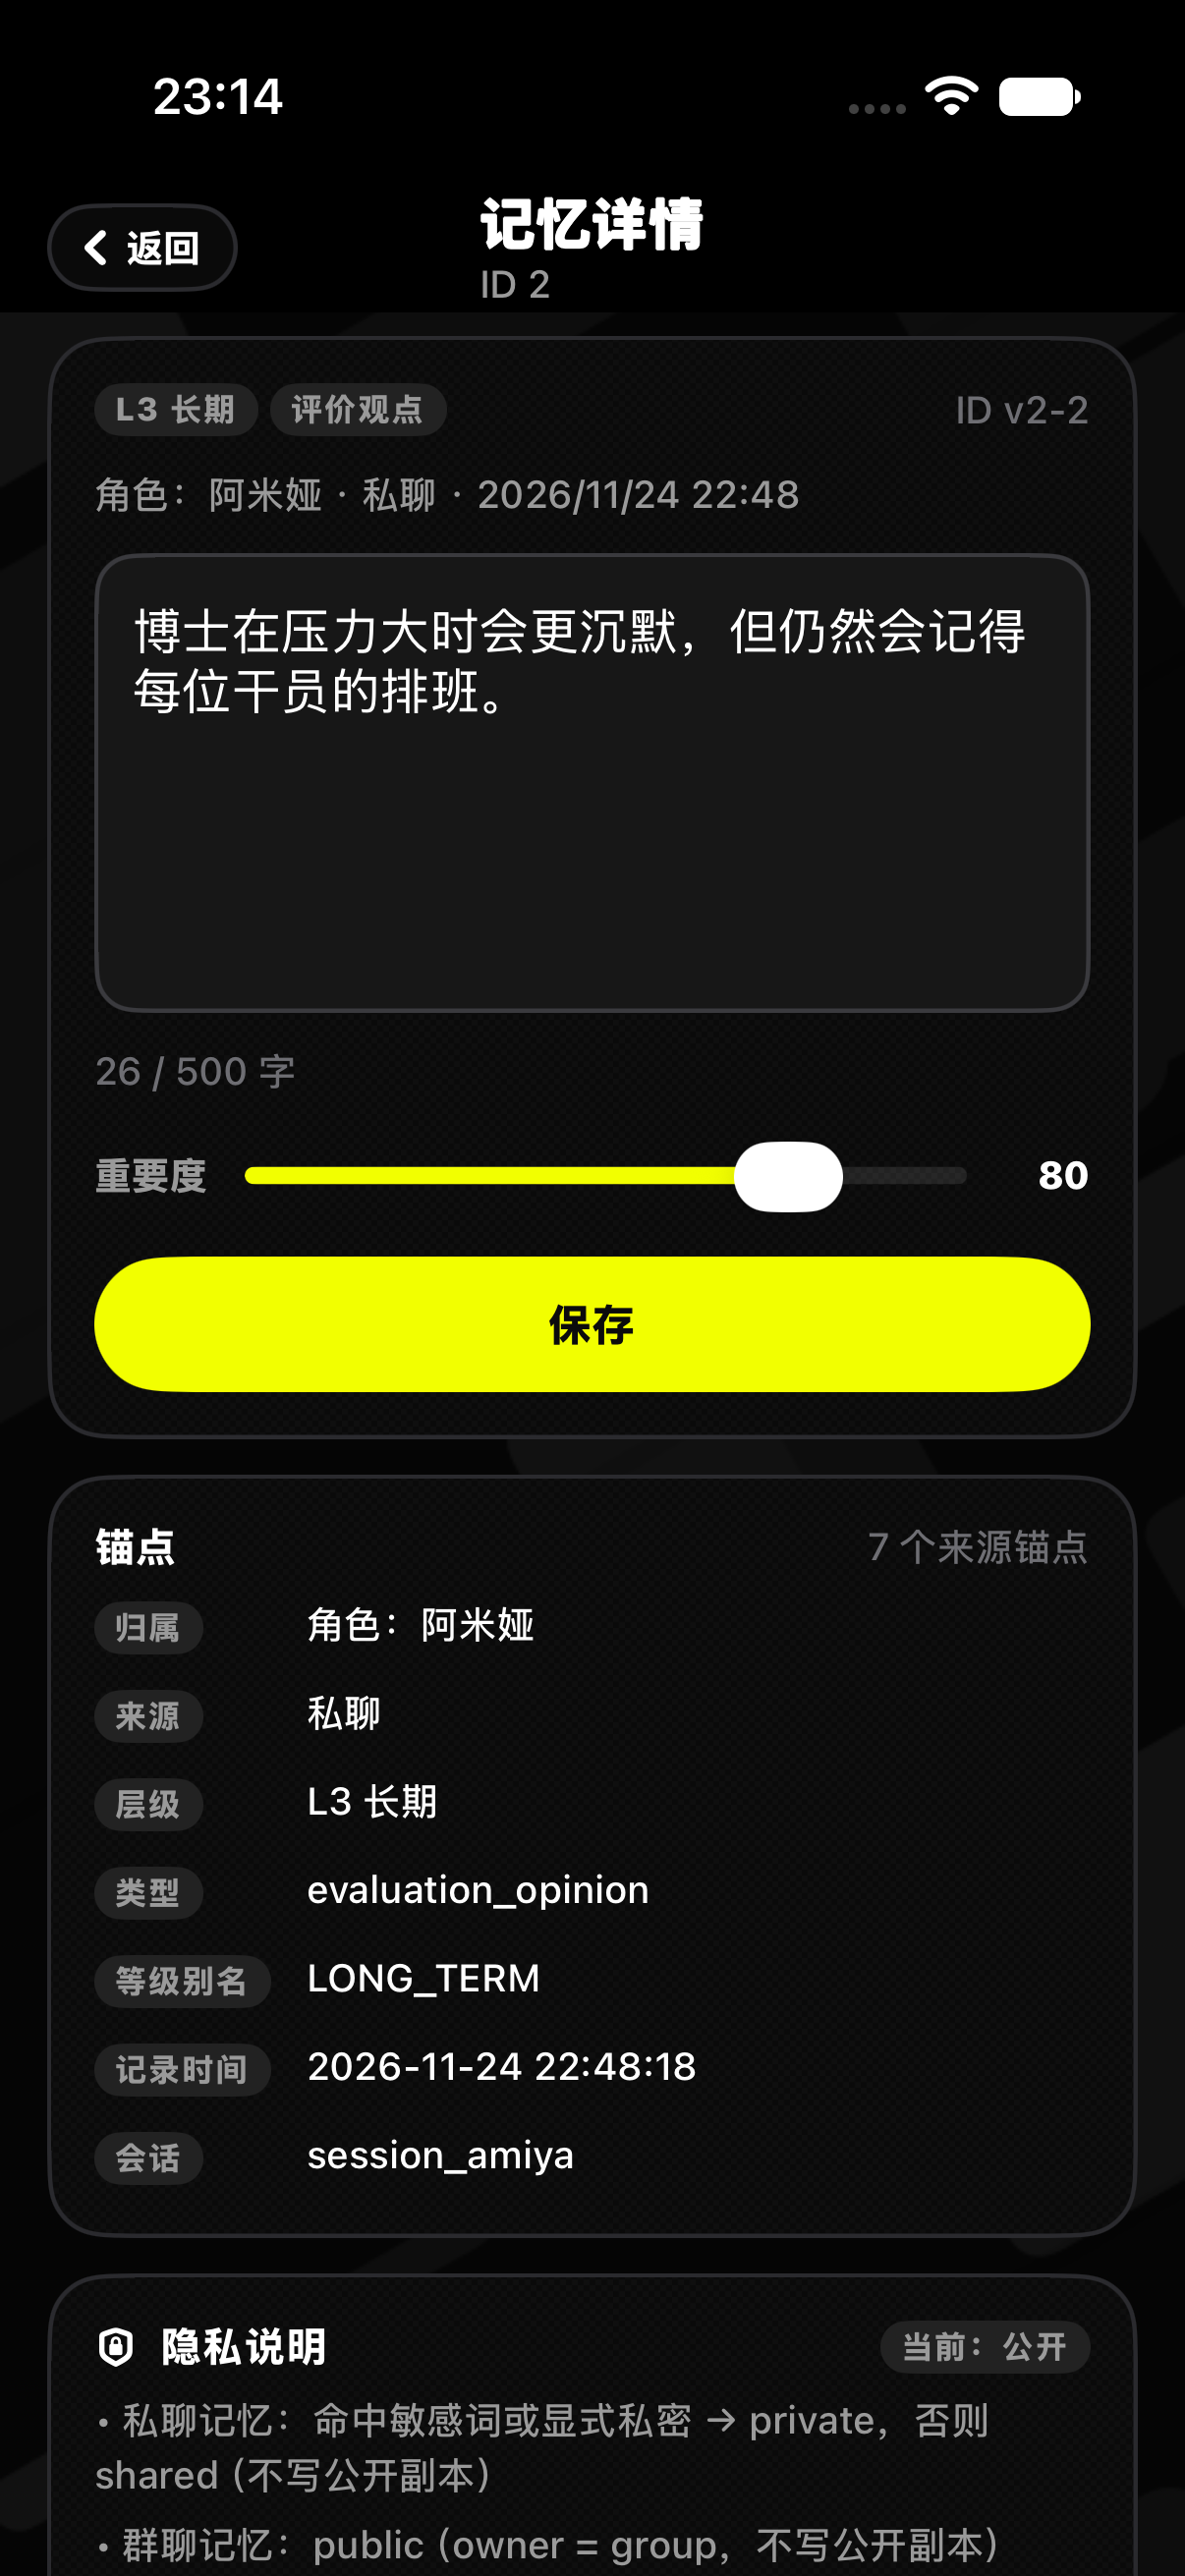 23:14
返回
记忆详情
ID 2
L3 长期 评价观点 ID v2-2
角色：阿米娅 · 私聊 · 2026/11/24 22:48
博士在压力大时会更沉默，但仍然会记得
每位干员的排班。
26 / 500 字
重要度 80
保存
锚点 7 个来源锚点
归属 角色：阿米娅
来源 私聊
层级 L3 长期
类型 evaluation_opinion
等级别名 LONG_TERM
记录时间 2026-11-24 22:48:18
会话 session_amiya
隐私说明 当前：公开
• 私聊记忆：命中敏感词或显式私密 → private，否则
shared (不写公开副本)
• 群聊记忆：public (owner = group，不写公开副本)